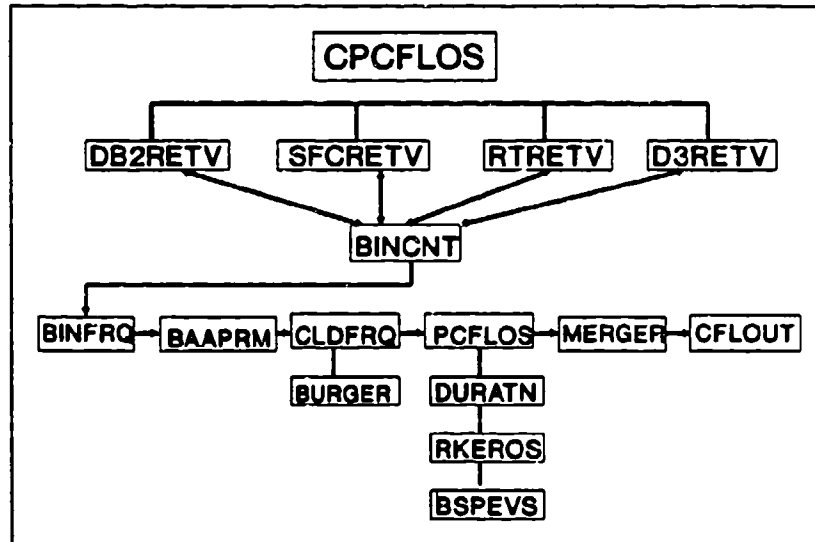 CPCFLOS
DB2RETV SFCRETV RTRETV D3RETV
BINCNT
BINFRQ BAAPRM CLDFRQ PCFLOS MERGER CFLOUT
BURGER DURATN
RKEROS
BSPEVS